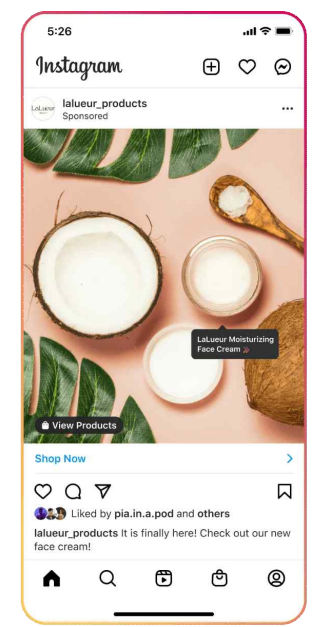 5:26
Instagram
LaLueur
lalueur_products
Sponsored
LaLueur Moisturizing
Face Cream
View Products
Shop Now
Liked by pia.in.a.pod and others
lalueur_products It is finally here! Check out our new
face cream!